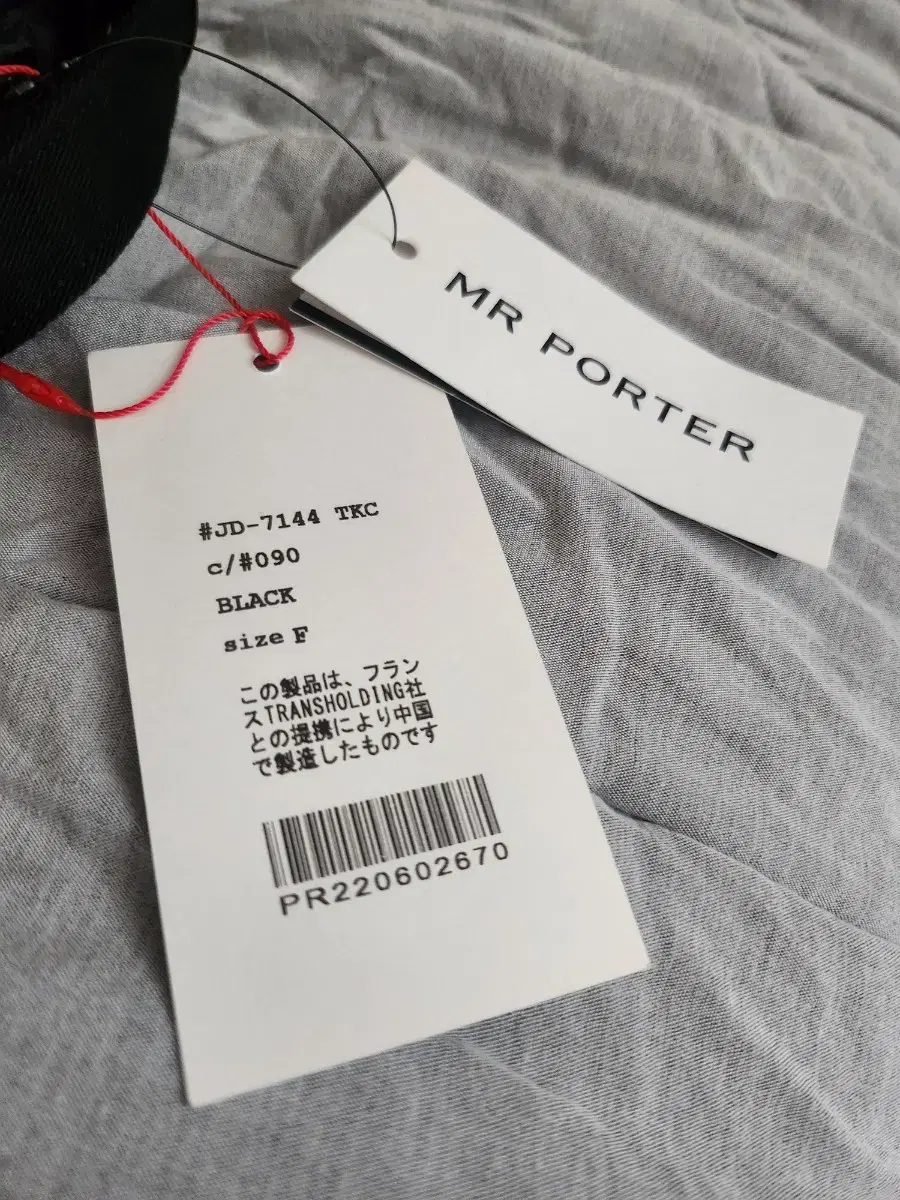 MR PORTER
#JD-7144 TKC
c/#090
BLACK
size F
この製品は、フラン
スTRANSHOLDING社
との提携により中国
で製造したものです
PR220602670